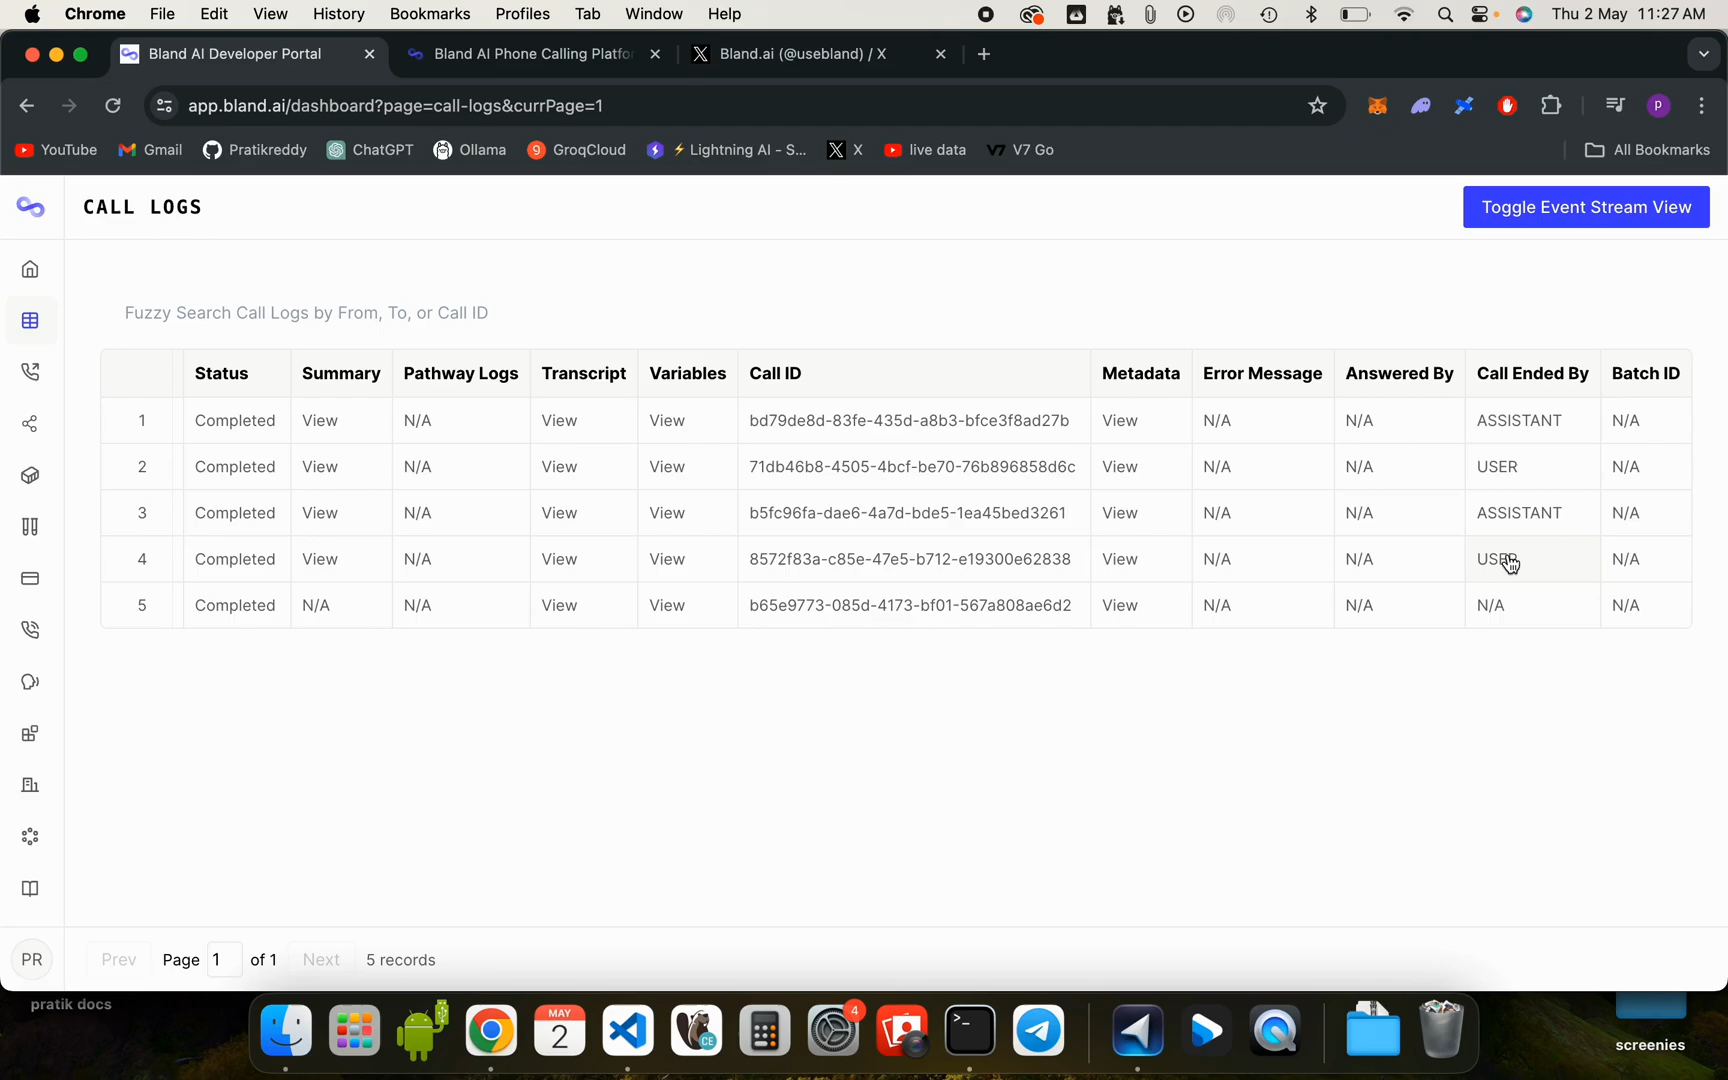 Chrome File Edit View History Bookmarks Profiles Tab Window Help Thu 2 May 11:27 AM
Bland AI Developer Portal Bland AI Phone Calling Platfor Bland.ai (@usebland) / X
app.bland.ai/dashboard?page=call-logs&currPage=1 p
YouTube Gmail Pratikreddy ChatGPT Ollama 9 GroqCloud ⚡ Lightning AI - S... X live data V7 Go All Bookmarks
CALL LOGS Toggle Event Stream View
Fuzzy Search Call Logs by From, To, or Call ID
Status Summary Pathway Logs Transcript Variables Call ID Metadata Error Message Answered By Call Ended By Batch ID
1 Completed View N/A View View bd79de8d-83fe-435d-a8b3-bfce3f8ad27b View N/A N/A ASSISTANT N/A
2 Completed View N/A View View 71db46b8-4505-4bcf-be70-76b896858d6c View N/A N/A USER N/A
3 Completed View N/A View View b5fc96fa-dae6-4a7d-bde5-1ea45bed3261 View N/A N/A ASSISTANT N/A
4 Completed View N/A View View 8572f83a-c85e-47e5-b712-e19300e62838 View N/A N/A USER N/A
5 Completed N/A N/A View View b65e9773-085d-4173-bf01-567a808ae6d2 View N/A N/A N/A N/A
PR Prev Page 1 of 1 Next 5 records
pratik docs
MAY
2
CE
4
>_
screenies